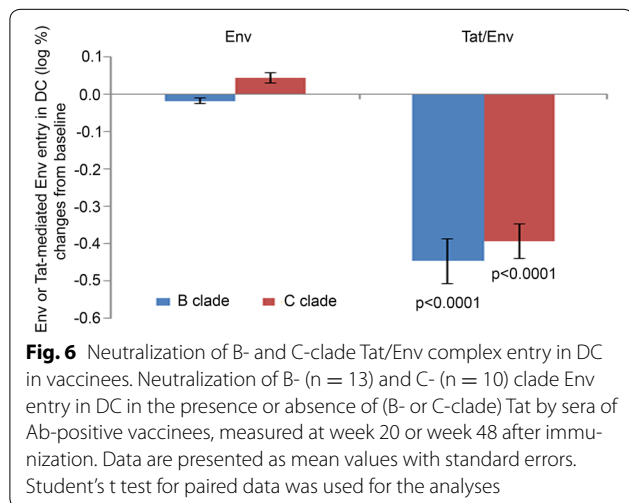 Env
Tat/Env
Env or Tat-mediated Env entry in DC (log %)
changes from baseline
0.1
0.0
-0.1
-0.2
-0.3
-0.4
-0.5
-0.6
B clade
C clade
p<0.0001
p<0.0001
Fig. 6 Neutralization of B- and C-clade Tat/Env complex entry in DC
in vaccinees. Neutralization of B- (n = 13) and C- (n = 10) clade Env
entry in DC in the presence or absence of (B- or C-clade) Tat by sera of
Ab-positive vaccinees, measured at week 20 or week 48 after immu-
nization. Data are presented as mean values with standard errors.
Student’s t test for paired data was used for the analyses